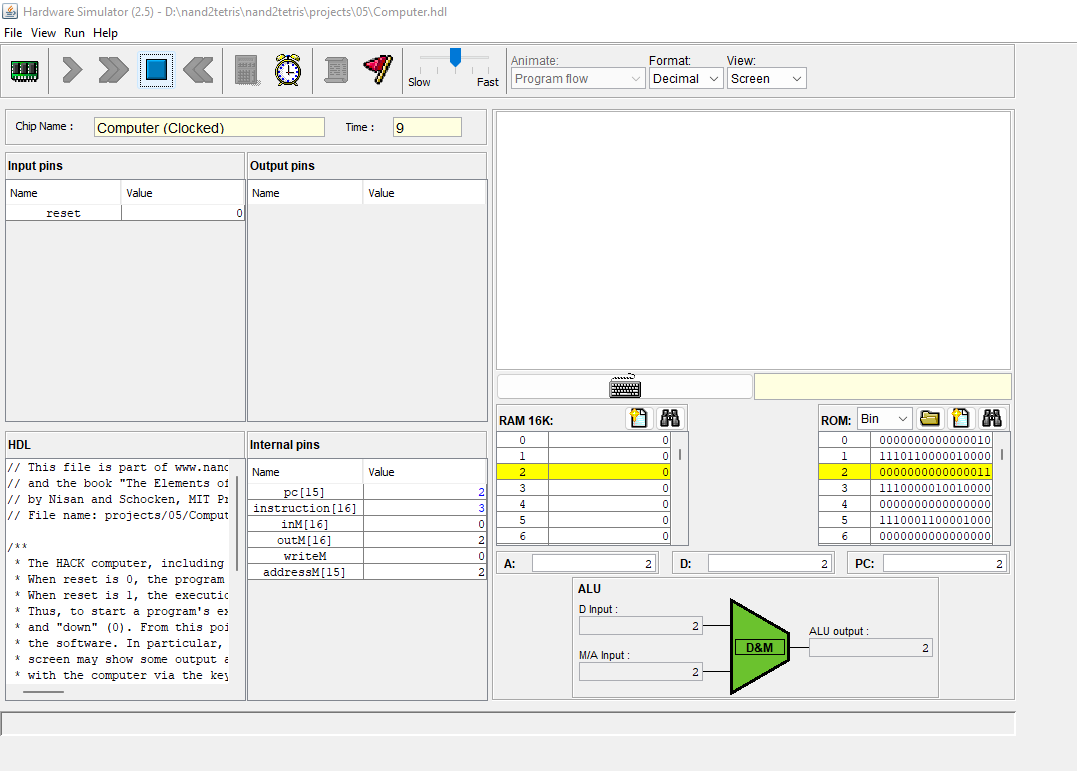 Hardware Simulator (2.5) - D:\nand2tetris\nand2tetris\projects\05\Computer.hdl
File View Run Help
Slow Fast
Animate: Format: View:
Program flow Decimal Screen
Chip Name : Computer (Clocked) Time : 9
Input pins Output pins
Name Value Name Value
reset 0
RAM 16K: ROM: Bin
0 0 0 0000000000000010
1 0 1 1110110000010000
2 0 2 0000000000000011
3 0 3 1110000010010000
4 0 4 0000000000000000
5 0 5 1110001100001000
6 0 6 0000000000000000
HDL
// This file is part of www.nand
// and the book "The Elements of
// by Nisan and Schocken, MIT Pr
// File name: projects/05/Comput
/**
* The HACK computer, including
* When reset is 0, the program
* When reset is 1, the executio
* Thus, to start a program's ex
* and "down" (0). From this poi
* the software. In particular,
* screen may show some output a
* with the computer via the key
Internal pins
Name Value
pc[15] 2
instruction[16] 3
inM[16] 0
outM[16] 2
writeM 0
addressM[15] 2
A: 2 D: 2 PC: 2
ALU
D Input :
2
M/A Input :
2
D&M
ALU output :
2